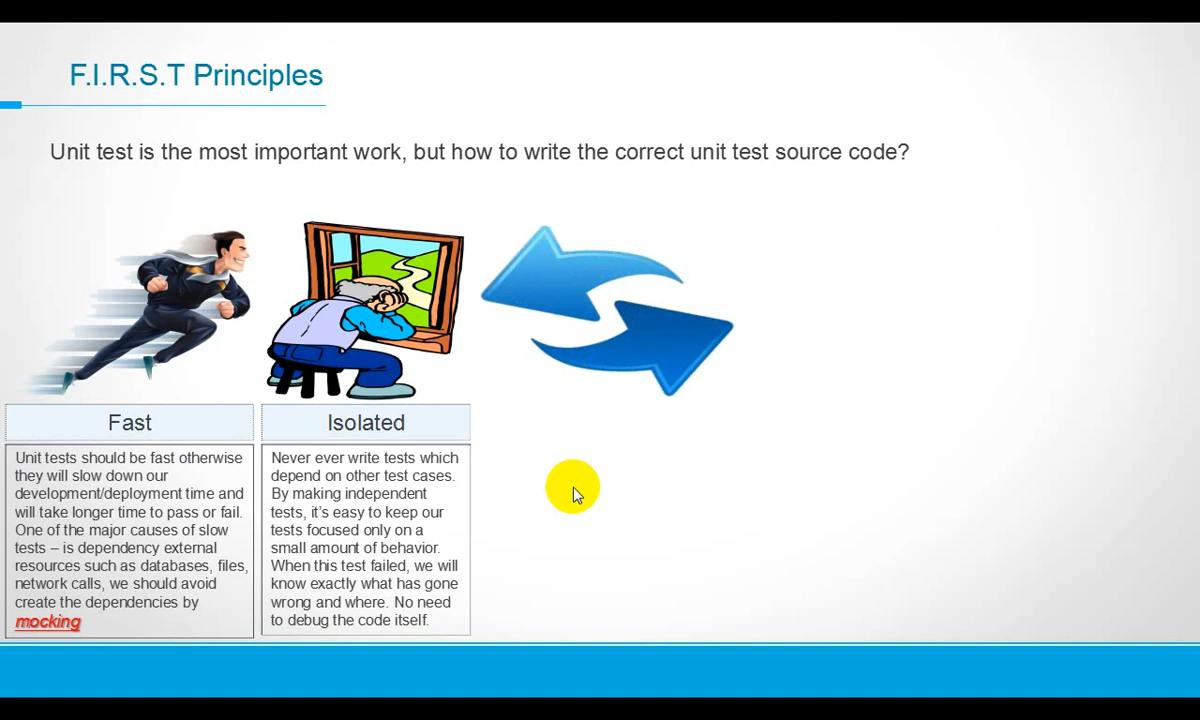 F.I.R.S.T Principles
Unit test is the most important work, but how to write the correct unit test source code?
Fast
Unit tests should be fast otherwise
they will slow down our
development/deployment time and
will take longer time to pass or fail.
One of the major causes of slow
tests – is dependency external
resources such as databases, files,
network calls, we should avoid
create the dependencies by
mocking
Isolated
Never ever write tests which
depend on other test cases.
By making independent
tests, it’s easy to keep our
tests focused only on a
small amount of behavior.
When this test failed, we will
know exactly what has gone
wrong and where. No need
to debug the code itself.